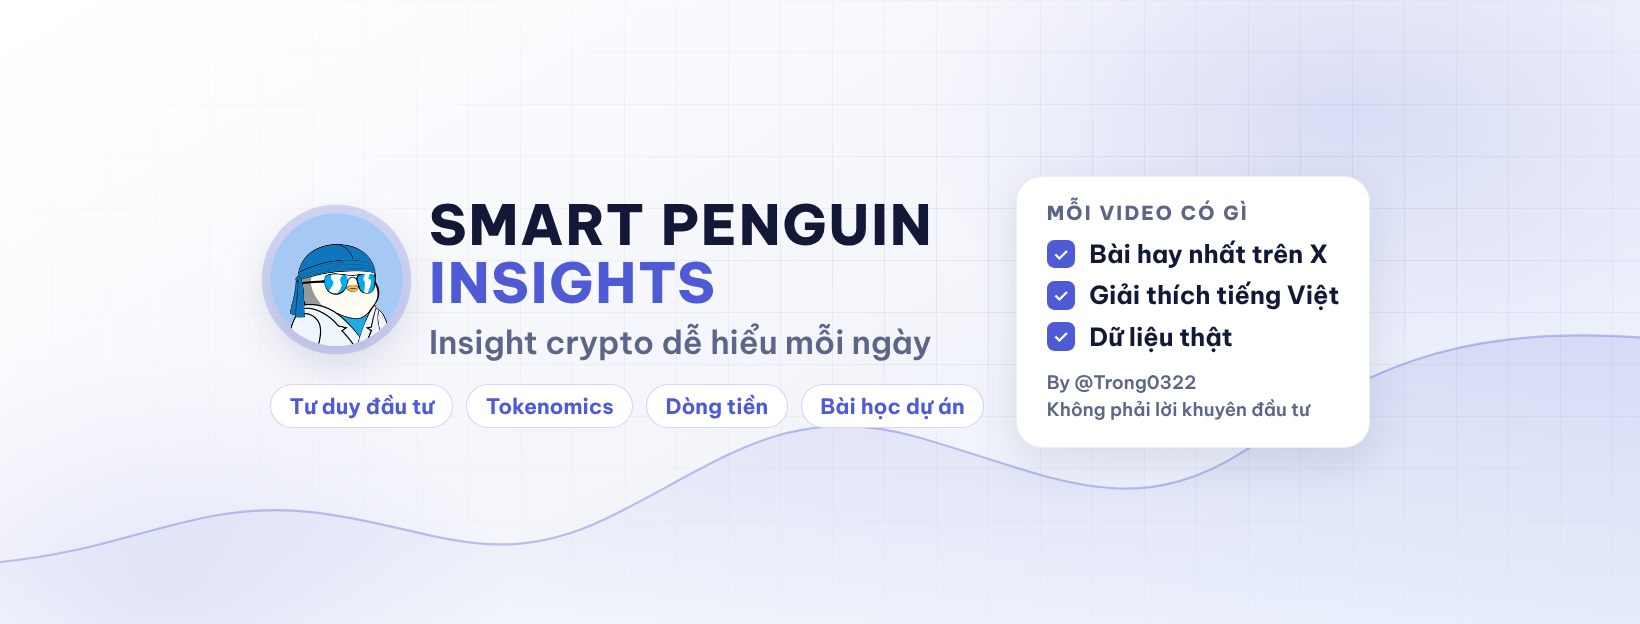 SMART PENGUIN
INSIGHTS
Insight crypto dễ hiểu mỗi ngày
Tư duy đầu tư
Tokenomics
Dòng tiền
Bài học dự án
MỖI VIDEO CÓ GÌ
Bài hay nhất trên X
Giải thích tiếng Việt
Dữ liệu thật
By @Trong0322
Không phải lời khuyên đầu tư